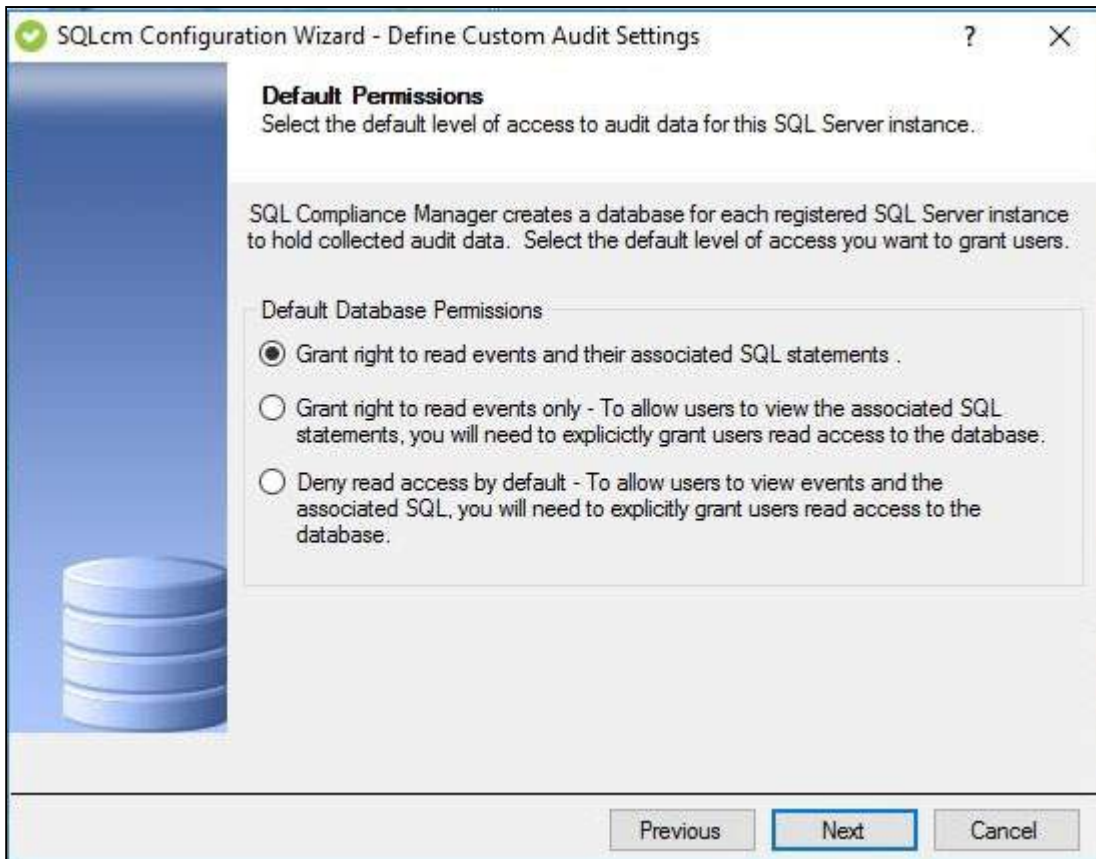 SQLcm Configuration Wizard - Define Custom Audit Settings
?
Default Permissions
Select the default level of access to audit data for this SQL Server instance.
SQL Compliance Manager creates a database for each registered SQL Server instance
to hold collected audit data. Select the default level of access you want to grant users.
Default Database Permissions
Grant right to read events and their associated SQL statements .
Grant right to read events only - To allow users to view the associated SQL
statements, you will need to explicictly grant users read access to the database.
Deny read access by default - To allow users to view events and the
associated SQL, you will need to explicitly grant users read access to the
database.
Previous
Next
Cancel